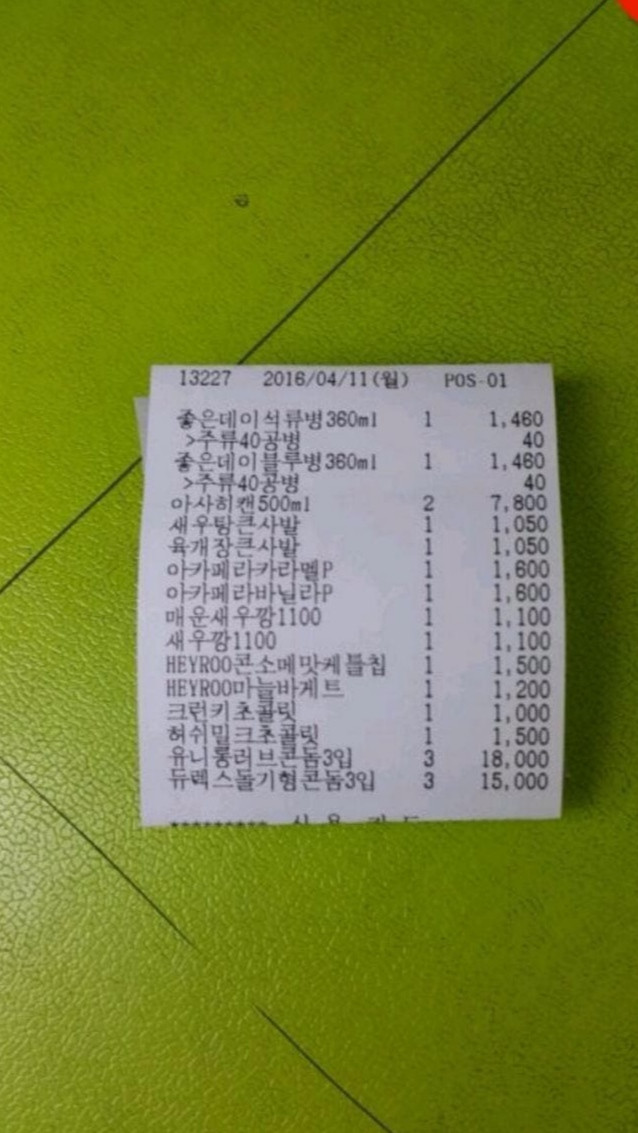 13227 2016/04/11(월) POS-01
좋은데이석류병360ml 1 1,460
>주류40공병 40
좋은데이블루병360ml 1 1,460
>주류40공병 40
아사히캔500ml 2 7,800
새우탕큰사발 1 1,050
육개장큰사발 1 1,050
아카페라카라멜P 1 1,600
아카페라바닐라P 1 1,600
매운새우깡1100 1 1,100
새우깡1100 1 1,100
HEYROO콘소메맛케틀칩 1 1,500
HEYROO마늘바게트 1 1,200
크런키초콜릿 1 1,000
허쉬밀크초콜릿 1 1,500
유니롱러브콘돔3입 3 18,000
듀렉스돌기형콘돔3입 3 15,000